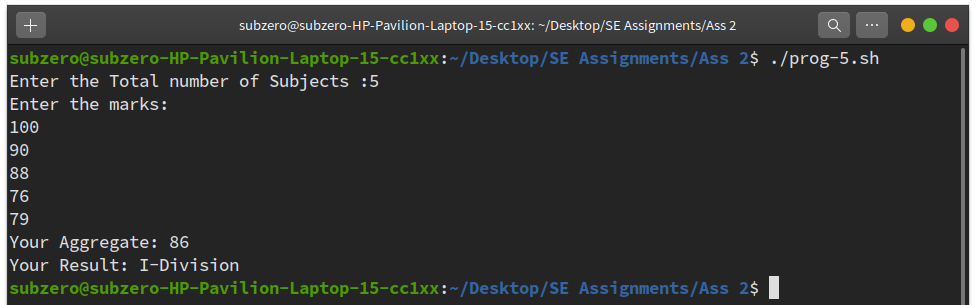 subzero@subzero-HP-Pavilion-Laptop-15-cc1xx: ~/Desktop/SE Assignments/Ass 2
subzero@subzero-HP-Pavilion-Laptop-15-cc1xx:~/Desktop/SE Assignments/Ass 2$ ./prog-5.sh
Enter the Total number of Subjects :5
Enter the marks:
100
90
88
76
79
Your Aggregate: 86
Your Result: I-Division
subzero@subzero-HP-Pavilion-Laptop-15-cc1xx:~/Desktop/SE Assignments/Ass 2$